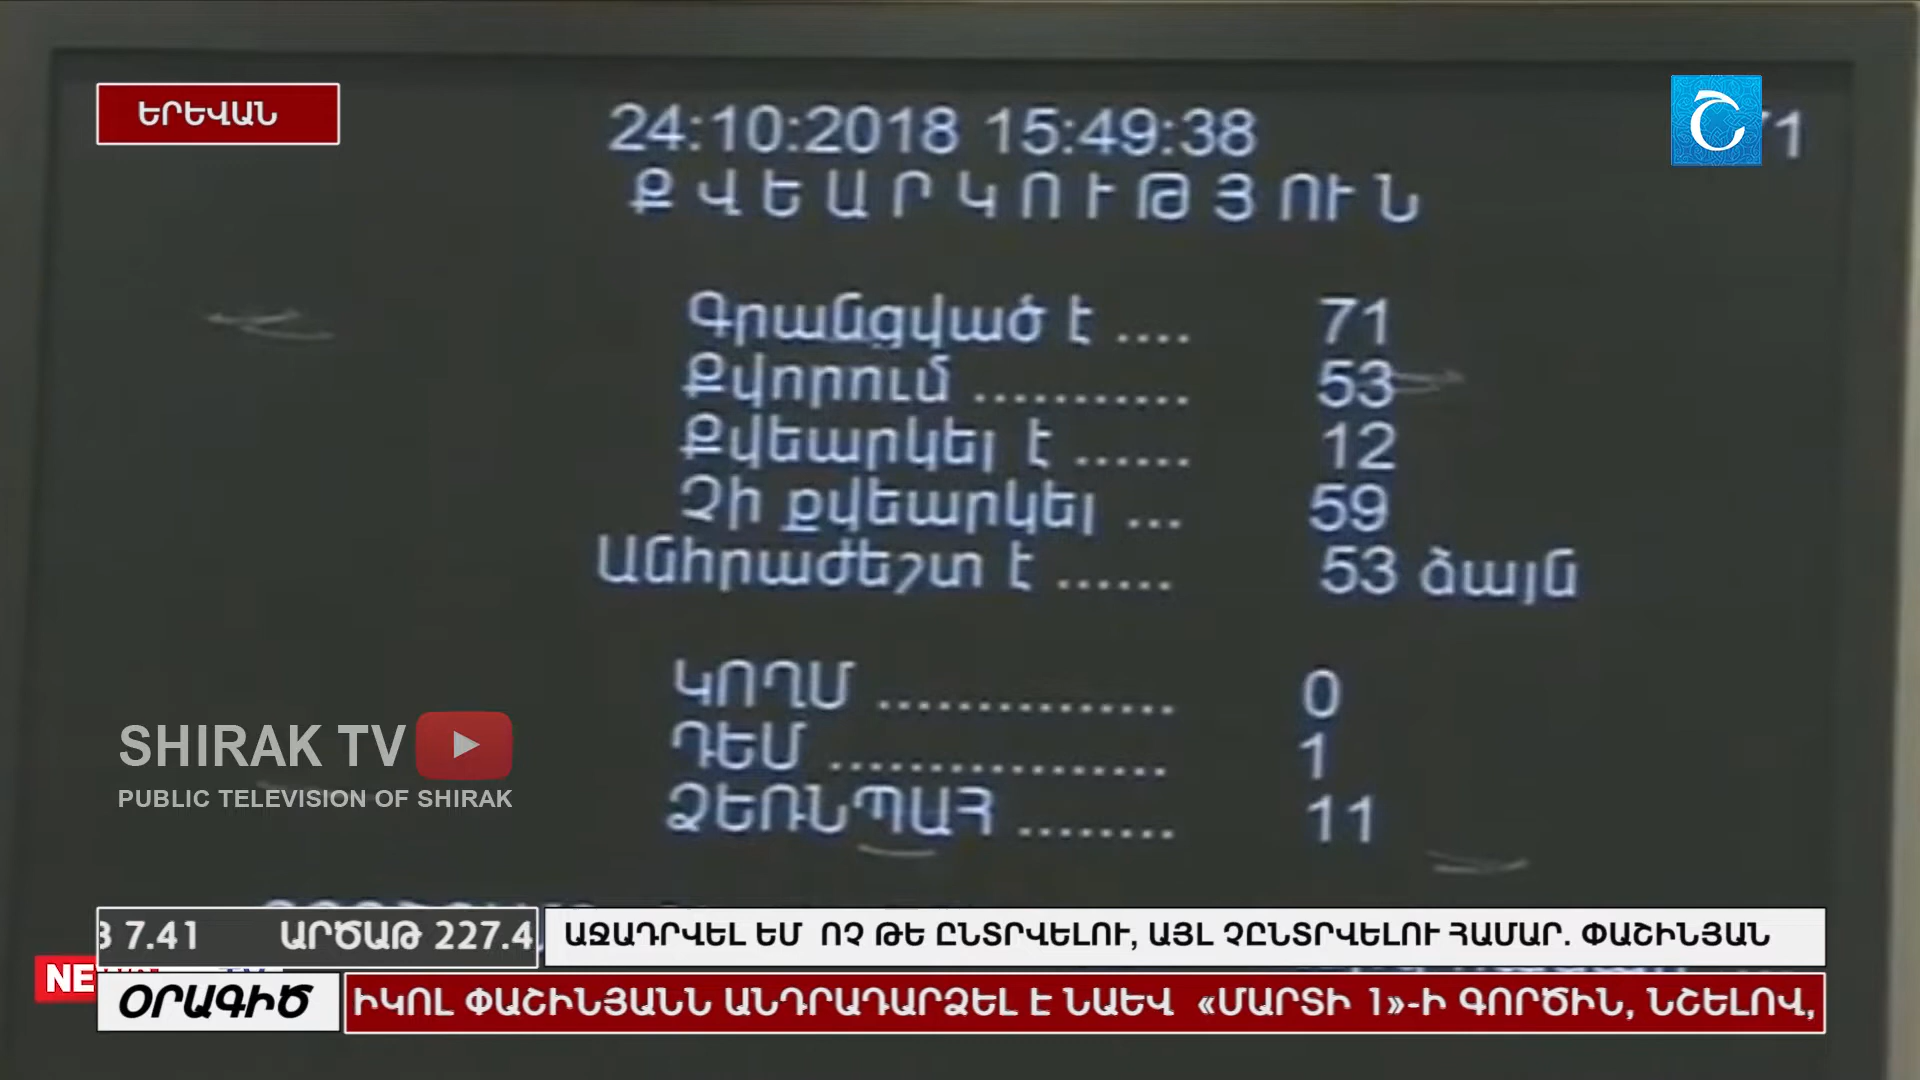 ԵՐԵՎԱՆ
24:10:2018 15:49:38
ՔՎԵԱՐԿՈՒԹՅՈՒՆ
Գրանցված է .... 71
Քվորում ........... 53
Քվեարկել է ...... 12
Չի քվեարկել ... 59
Անհրաժեշտ է ...... 53 ձայն
ԿՈՂՄ ............... 0
ԴԵՄ ................. 1
ՁԵՌՆՊԱՀ ........ 11
SHIRAK TV
PUBLIC TELEVISION OF SHIRAK
7.41 ԱՐԾԱԹ 227.4
ԱՋԱԴՐՎԵԼ ԵՄ ՈՉ ԹԵ ԸՆՏՐՎԵԼՈՒ, ԱՅԼ ՉԸՆՏՐՎԵԼՈՒ ՀԱՄԱՐ. ՓԱՇԻՆՅԱՆ
ՕՐԱԳԻԾ
ԻԿՈԼ ՓԱՇԻՆՅԱՆՆ ԱՆԴՐԱԴԱՐՁԵԼ Է ՆԱԵՎ «ՄԱՐՏԻ 1»-Ի ԳՈՐԾԻՆ, ՆՇԵԼՈՎ,